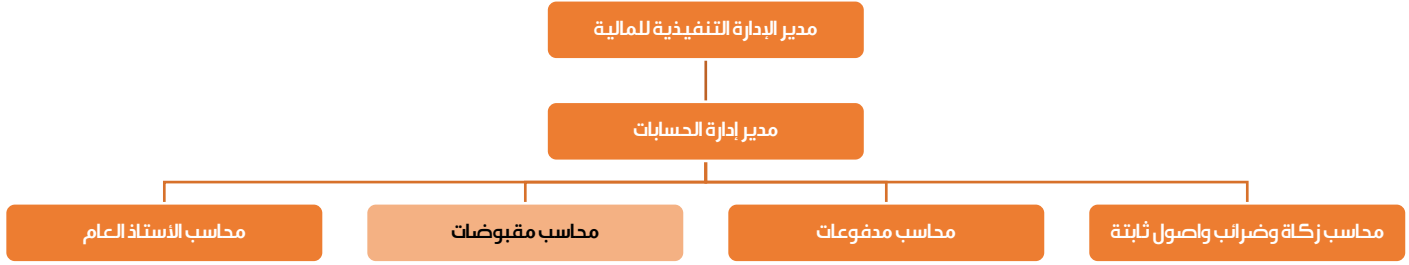 مدير الإدارة التنفيذية للمالية
مدير إدارة الحسابات
محاسب زكاة وضرائب واصول ثابتة
محاسب مدفوعات
محاسب مقبوضات
محاسب الأستاذ العام